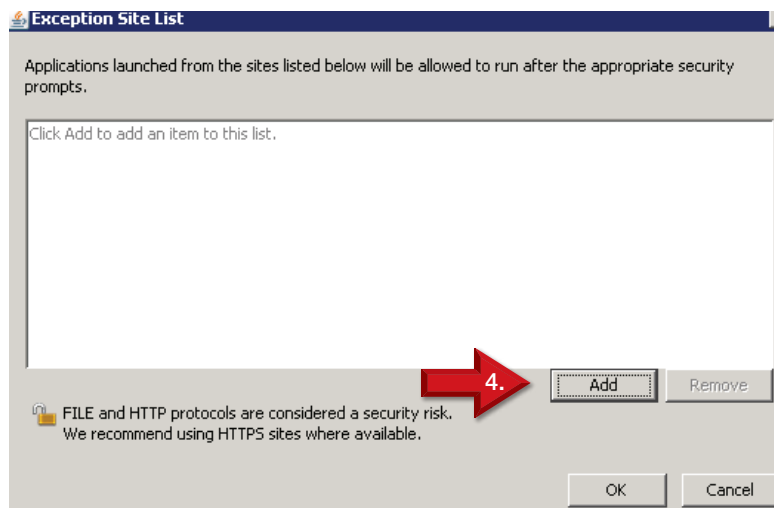 Exception Site List
Applications launched from the sites listed below will be allowed to run after the appropriate security
prompts.
Click Add to add an item to this list.
4.
Add
Remove
FILE and HTTP protocols are considered a security risk.
We recommend using HTTPS sites where available.
OK
Cancel